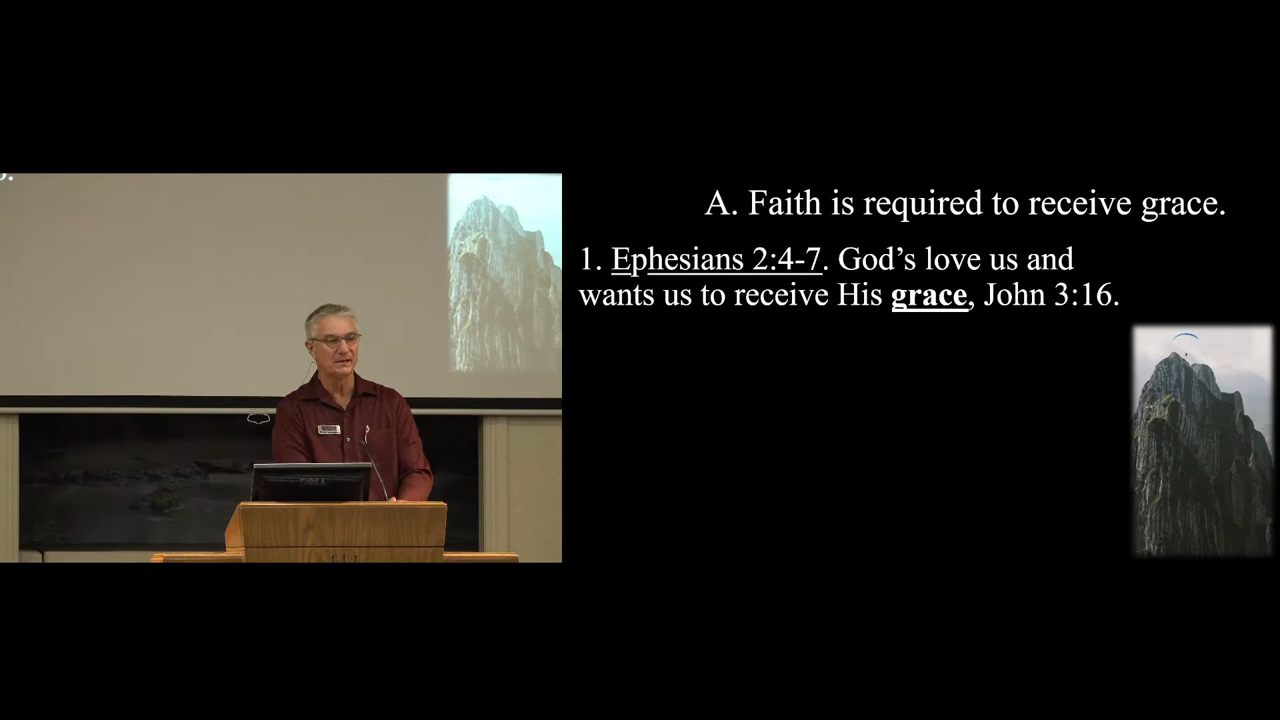 A. Faith is required to receive grace.
1. Ephesians 2:4-7. God’s love us and
wants us to receive His grace, John 3:16.
DELL